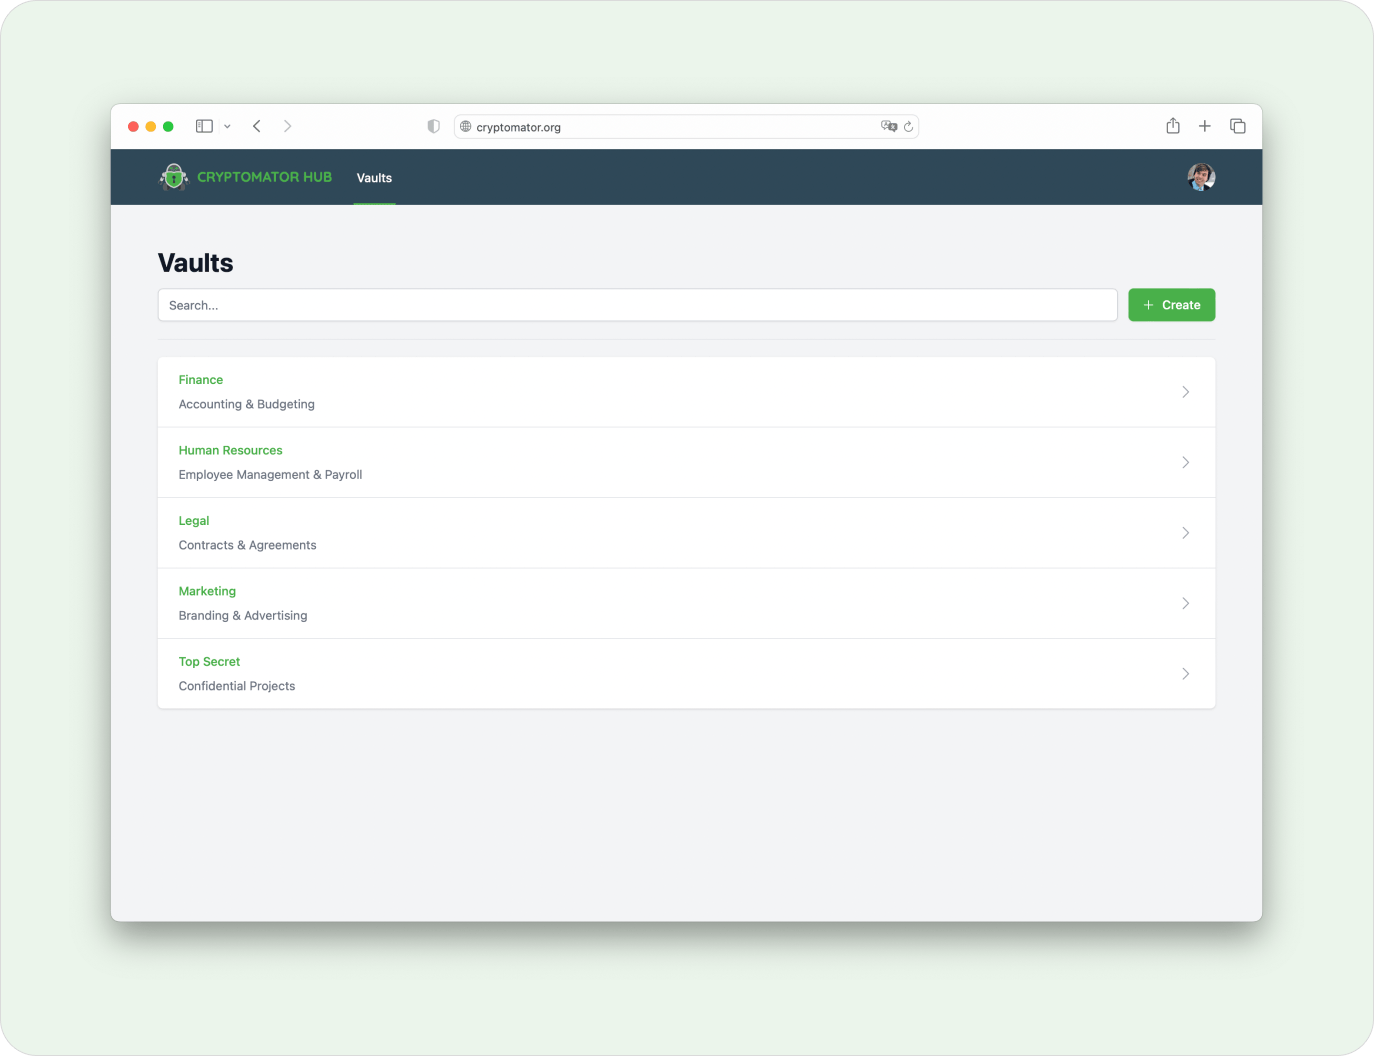 cryptomator.org
CRYPTOMATOR HUB
Vaults
Vaults
Search...
+ Create
Finance
Accounting & Budgeting
Human Resources
Employee Management & Payroll
Legal
Contracts & Agreements
Marketing
Branding & Advertising
Top Secret
Confidential Projects